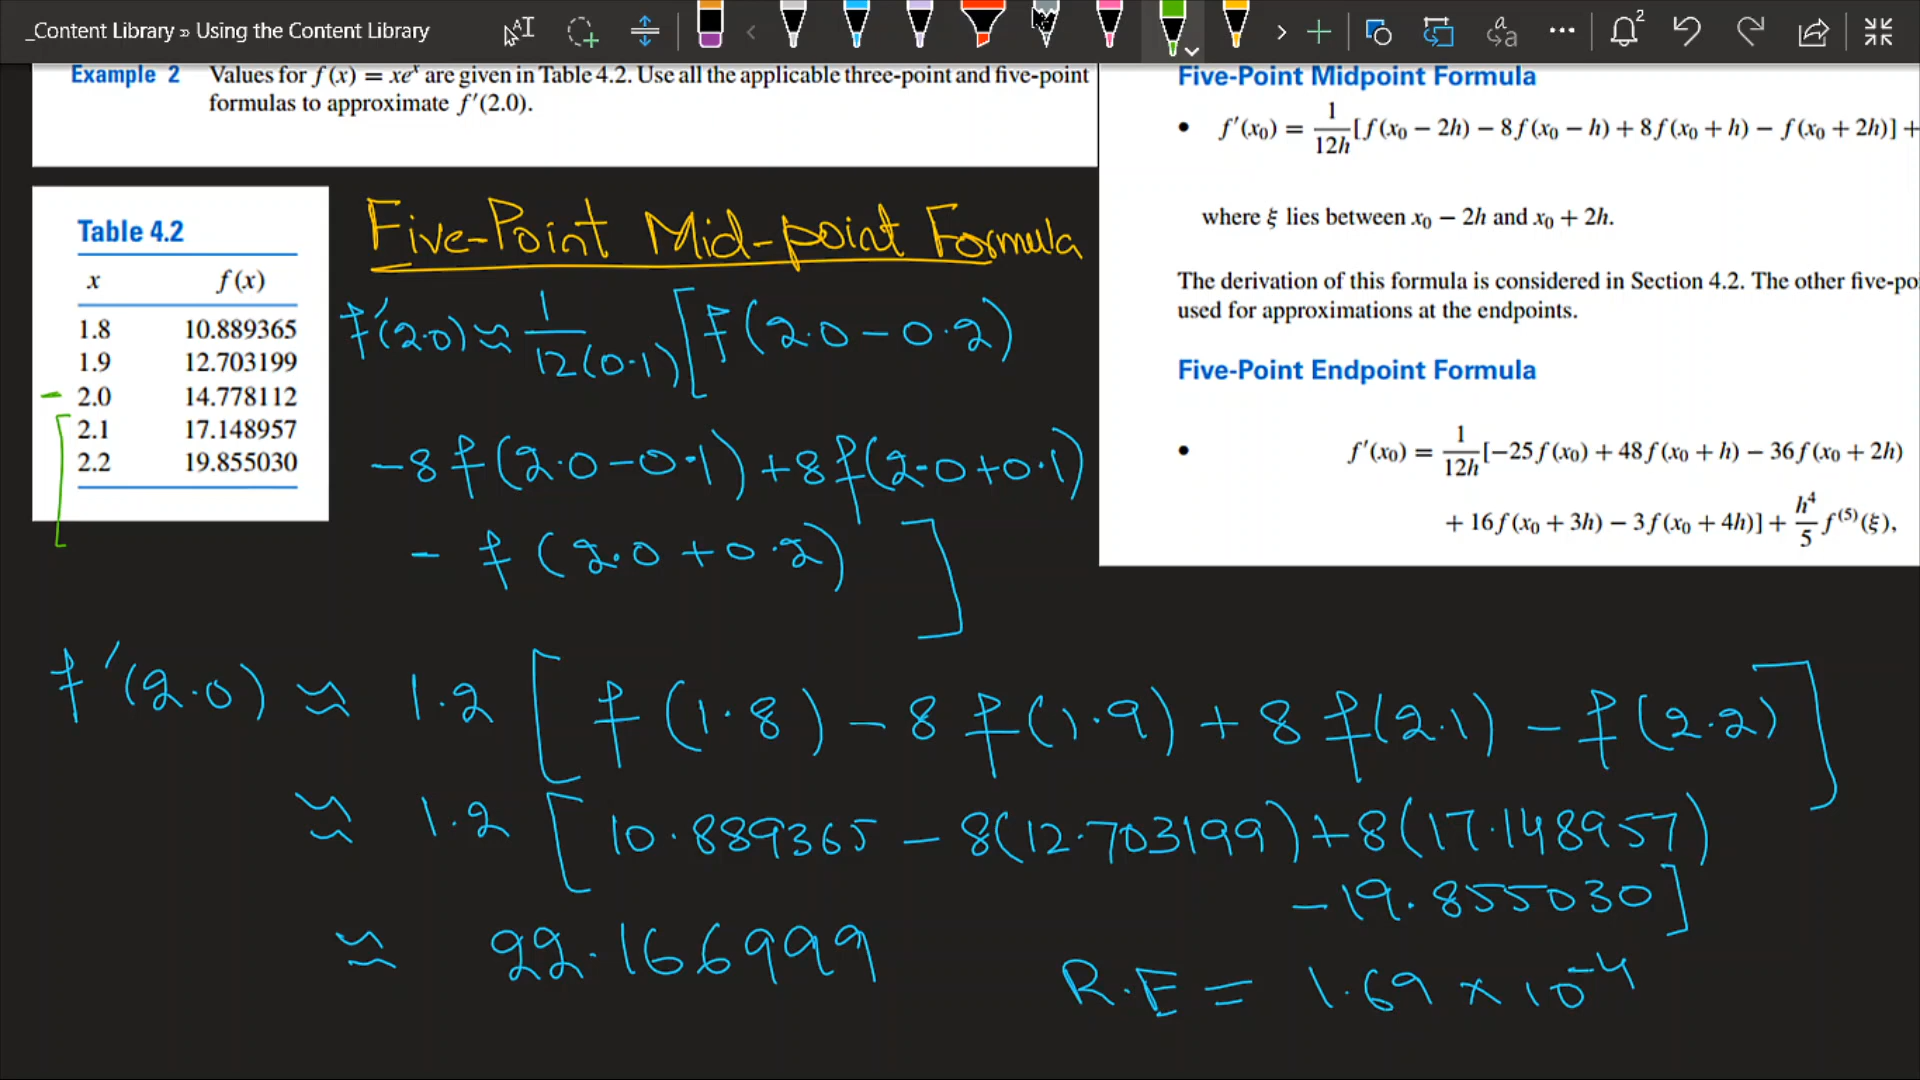 _Content Library » Using the Content Library
Example 2 Values for f(x) = xeˣ are given in Table 4.2. Use all the applicable three-point and five-point
formulas to approximate f′(2.0).
Table 4.2
x f(x)
1.8 10.889365
1.9 12.703199
2.0 14.778112
2.1 17.148957
2.2 19.855030
Five-Point Mid-point Formula
f′(2.0) ≈ 1/12(0.1) [f(2.0 − 0.2)
−8f(2.0−0.1)+8f(2.0+0.1)
− f(2.0+0.2) ]
f′(2.0) ≈ 1.2 [f(1.8) − 8f(1.9) + 8f(2.1) − f(2.2)]
≈ 1.2 [10.889365 − 8(12.703199)+8(17.148957)
−19.855030]
≈ 22.166999
R.E = 1.69 × 10⁻⁴
Five-Point Midpoint Formula
• f′(x₀) = 1/12h [f(x₀ − 2h) − 8f(x₀ − h) + 8f(x₀ + h) − f(x₀ + 2h)] +
where ξ lies between x₀ − 2h and x₀ + 2h.
The derivation of this formula is considered in Section 4.2. The other five-po
used for approximations at the endpoints.
Five-Point Endpoint Formula
• f′(x₀) = 1/12h [−25f(x₀) + 48f(x₀ + h) − 36f(x₀ + 2h)
+ 16f(x₀ + 3h) − 3f(x₀ + 4h)] + h⁴/5 f⁽⁵⁾(ξ),